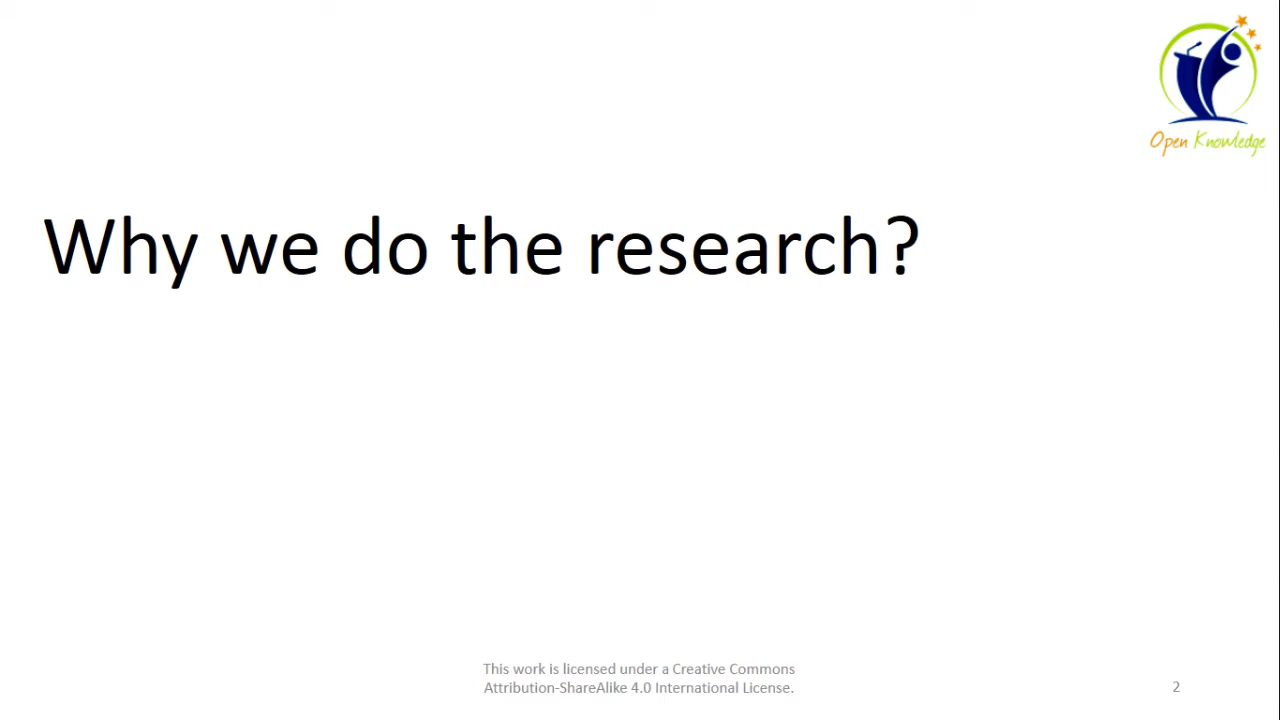 Open Knowledge
Why we do the research?
This work is licensed under a Creative Commons
Attribution-ShareAlike 4.0 International License.
2